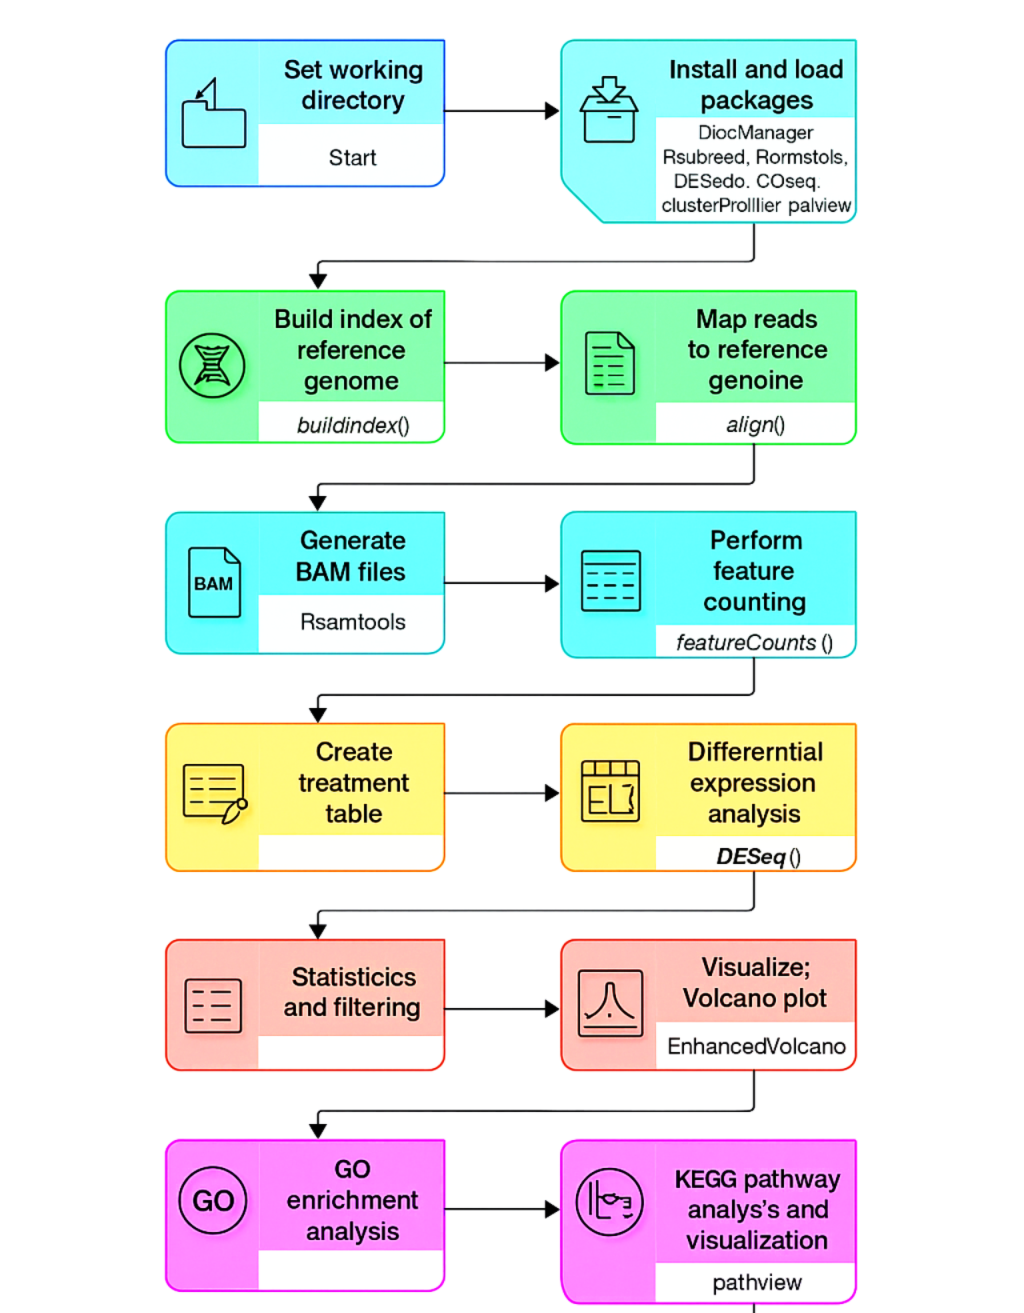 Set working
directory
Start
Install and load
packages
DiocManager
Rsubreed, Rormstols,
DESedo. COseq.
clusterProlllier palview
Build index of
reference
genome
buildindex()
Map reads
to reference
genoine
align()
BAM
Generate
BAM files
Rsamtools
Perform
feature
counting
featureCounts ()
Create
treatment
table
Differerntial
expression
analysis
DESeq ()
Statisticics
and filtering
Visualize;
Volcano plot
EnhancedVolcano
GO
GO
enrichment
analysis
KEGG pathway
analys's and
visualization
pathview